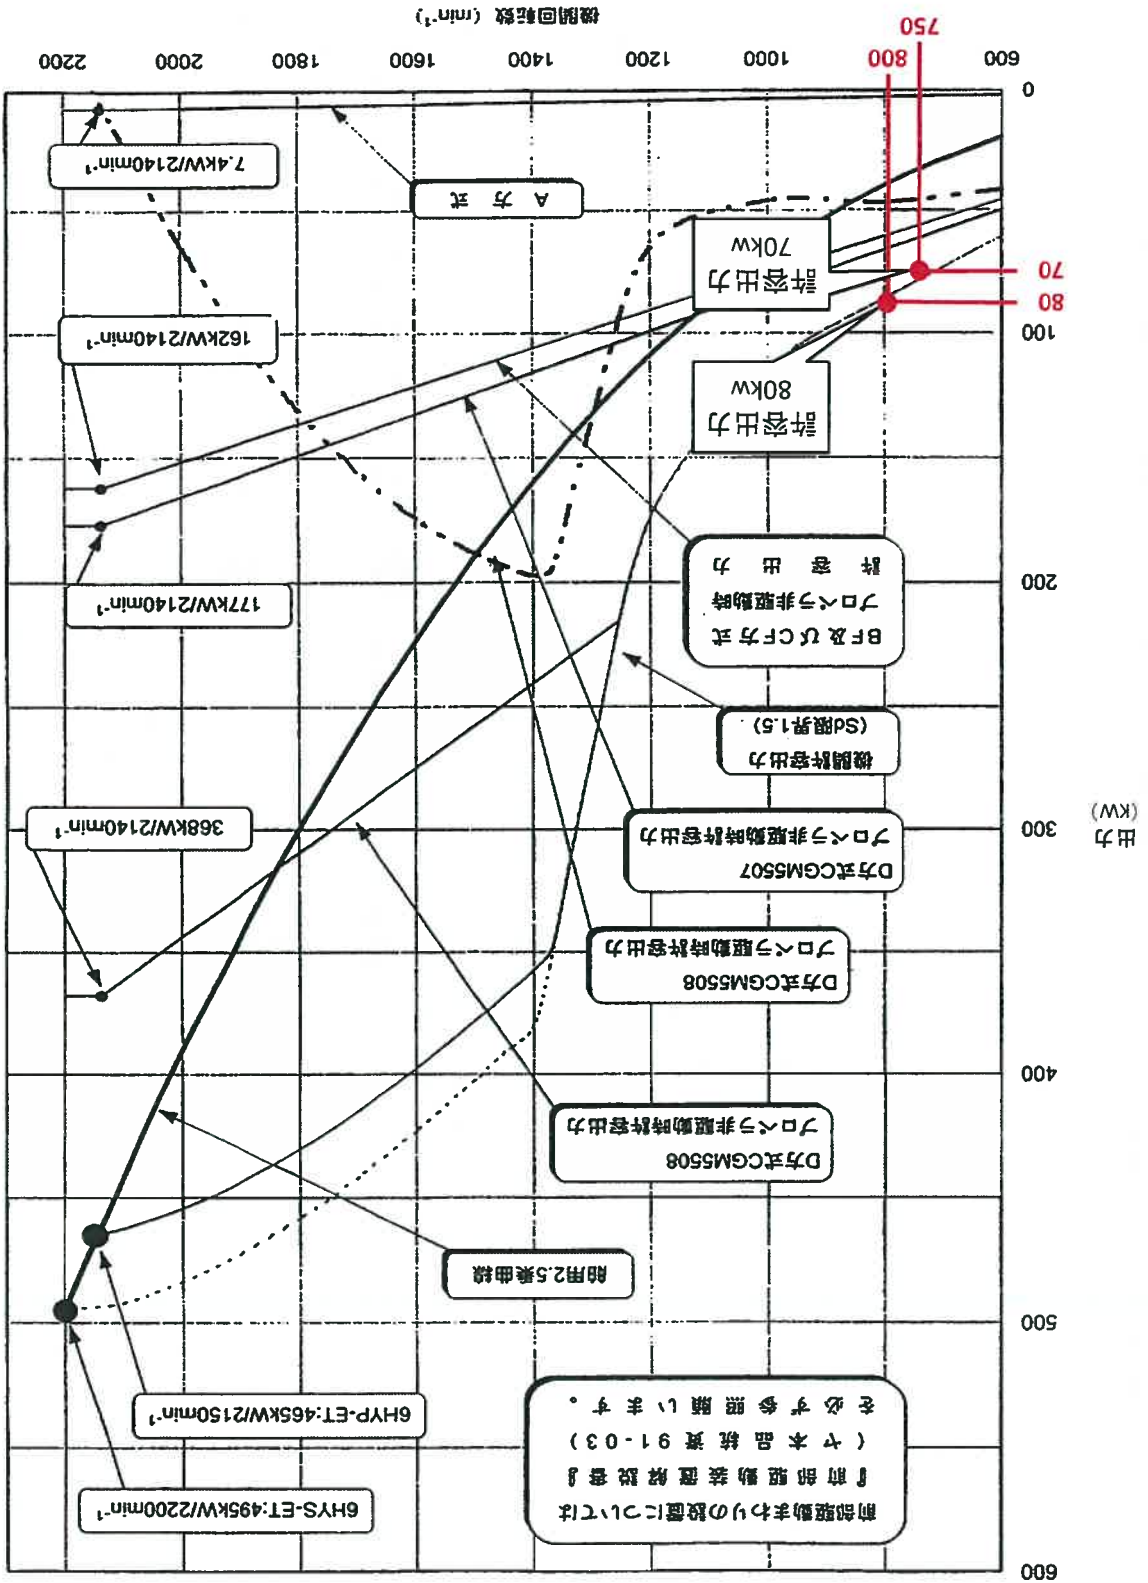 600
前部駆動まわりの設置については
『前部駆動装置解説書』
(ヤ本品統資91-03)
を必ず参照願います。
6HYS-ET:495kW/2200min⁻¹
6HYP-ET:465kW/2150min⁻¹
500
舶用2.5乗曲線
D方式CGM5508
プロペラ非駆動時許容出力
400
D方式CGM5508
プロペラ駆動時許容出力
368kW/2140min⁻¹
出力
(kW)
300
D方式CGM5507
プロペラ非駆動時許容出力
機関許容出力
(Sd限界1.5)
BF及びCF方式
プロペラ非駆動時
許容出力
177kW/2140min⁻¹
200
許容出力
80kw
162kW/2140min⁻¹
100
80
70
許容出力
70kw
A方式
7.4kW/2140min⁻¹
0
600
750
800
1000
1200
1400
1600
1800
2000
2200
機関回転数 (min⁻¹)